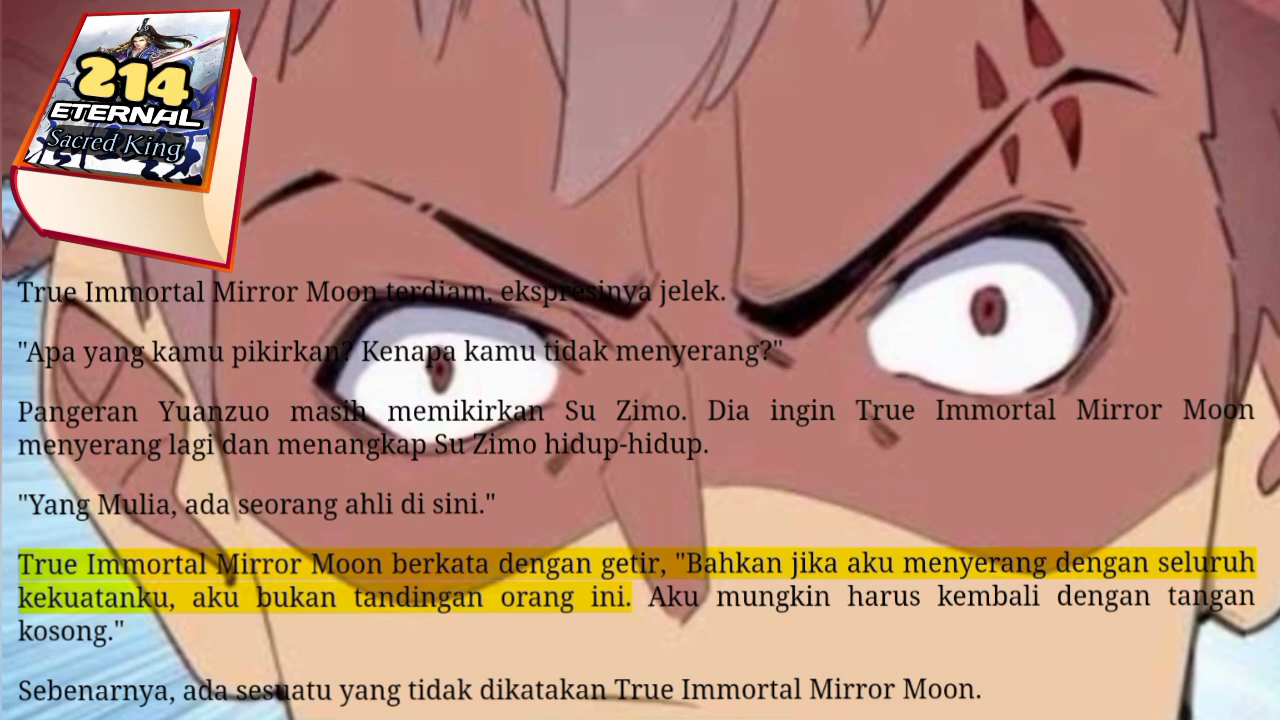 214
ETERNAL
Sacred King
True Immortal Mirror Moon terdiam, ekspresinya jelek.
"Apa yang kamu pikirkan? Kenapa kamu tidak menyerang?"
Pangeran Yuanzuo masih memikirkan Su Zimo. Dia ingin True Immortal Mirror Moon
menyerang lagi dan menangkap Su Zimo hidup-hidup.
"Yang Mulia, ada seorang ahli di sini."
True Immortal Mirror Moon berkata dengan getir, "Bahkan jika aku menyerang dengan seluruh
kekuatanku, aku bukan tandingan orang ini. Aku mungkin harus kembali dengan tangan
kosong."
Sebenarnya, ada sesuatu yang tidak dikatakan True Immortal Mirror Moon.